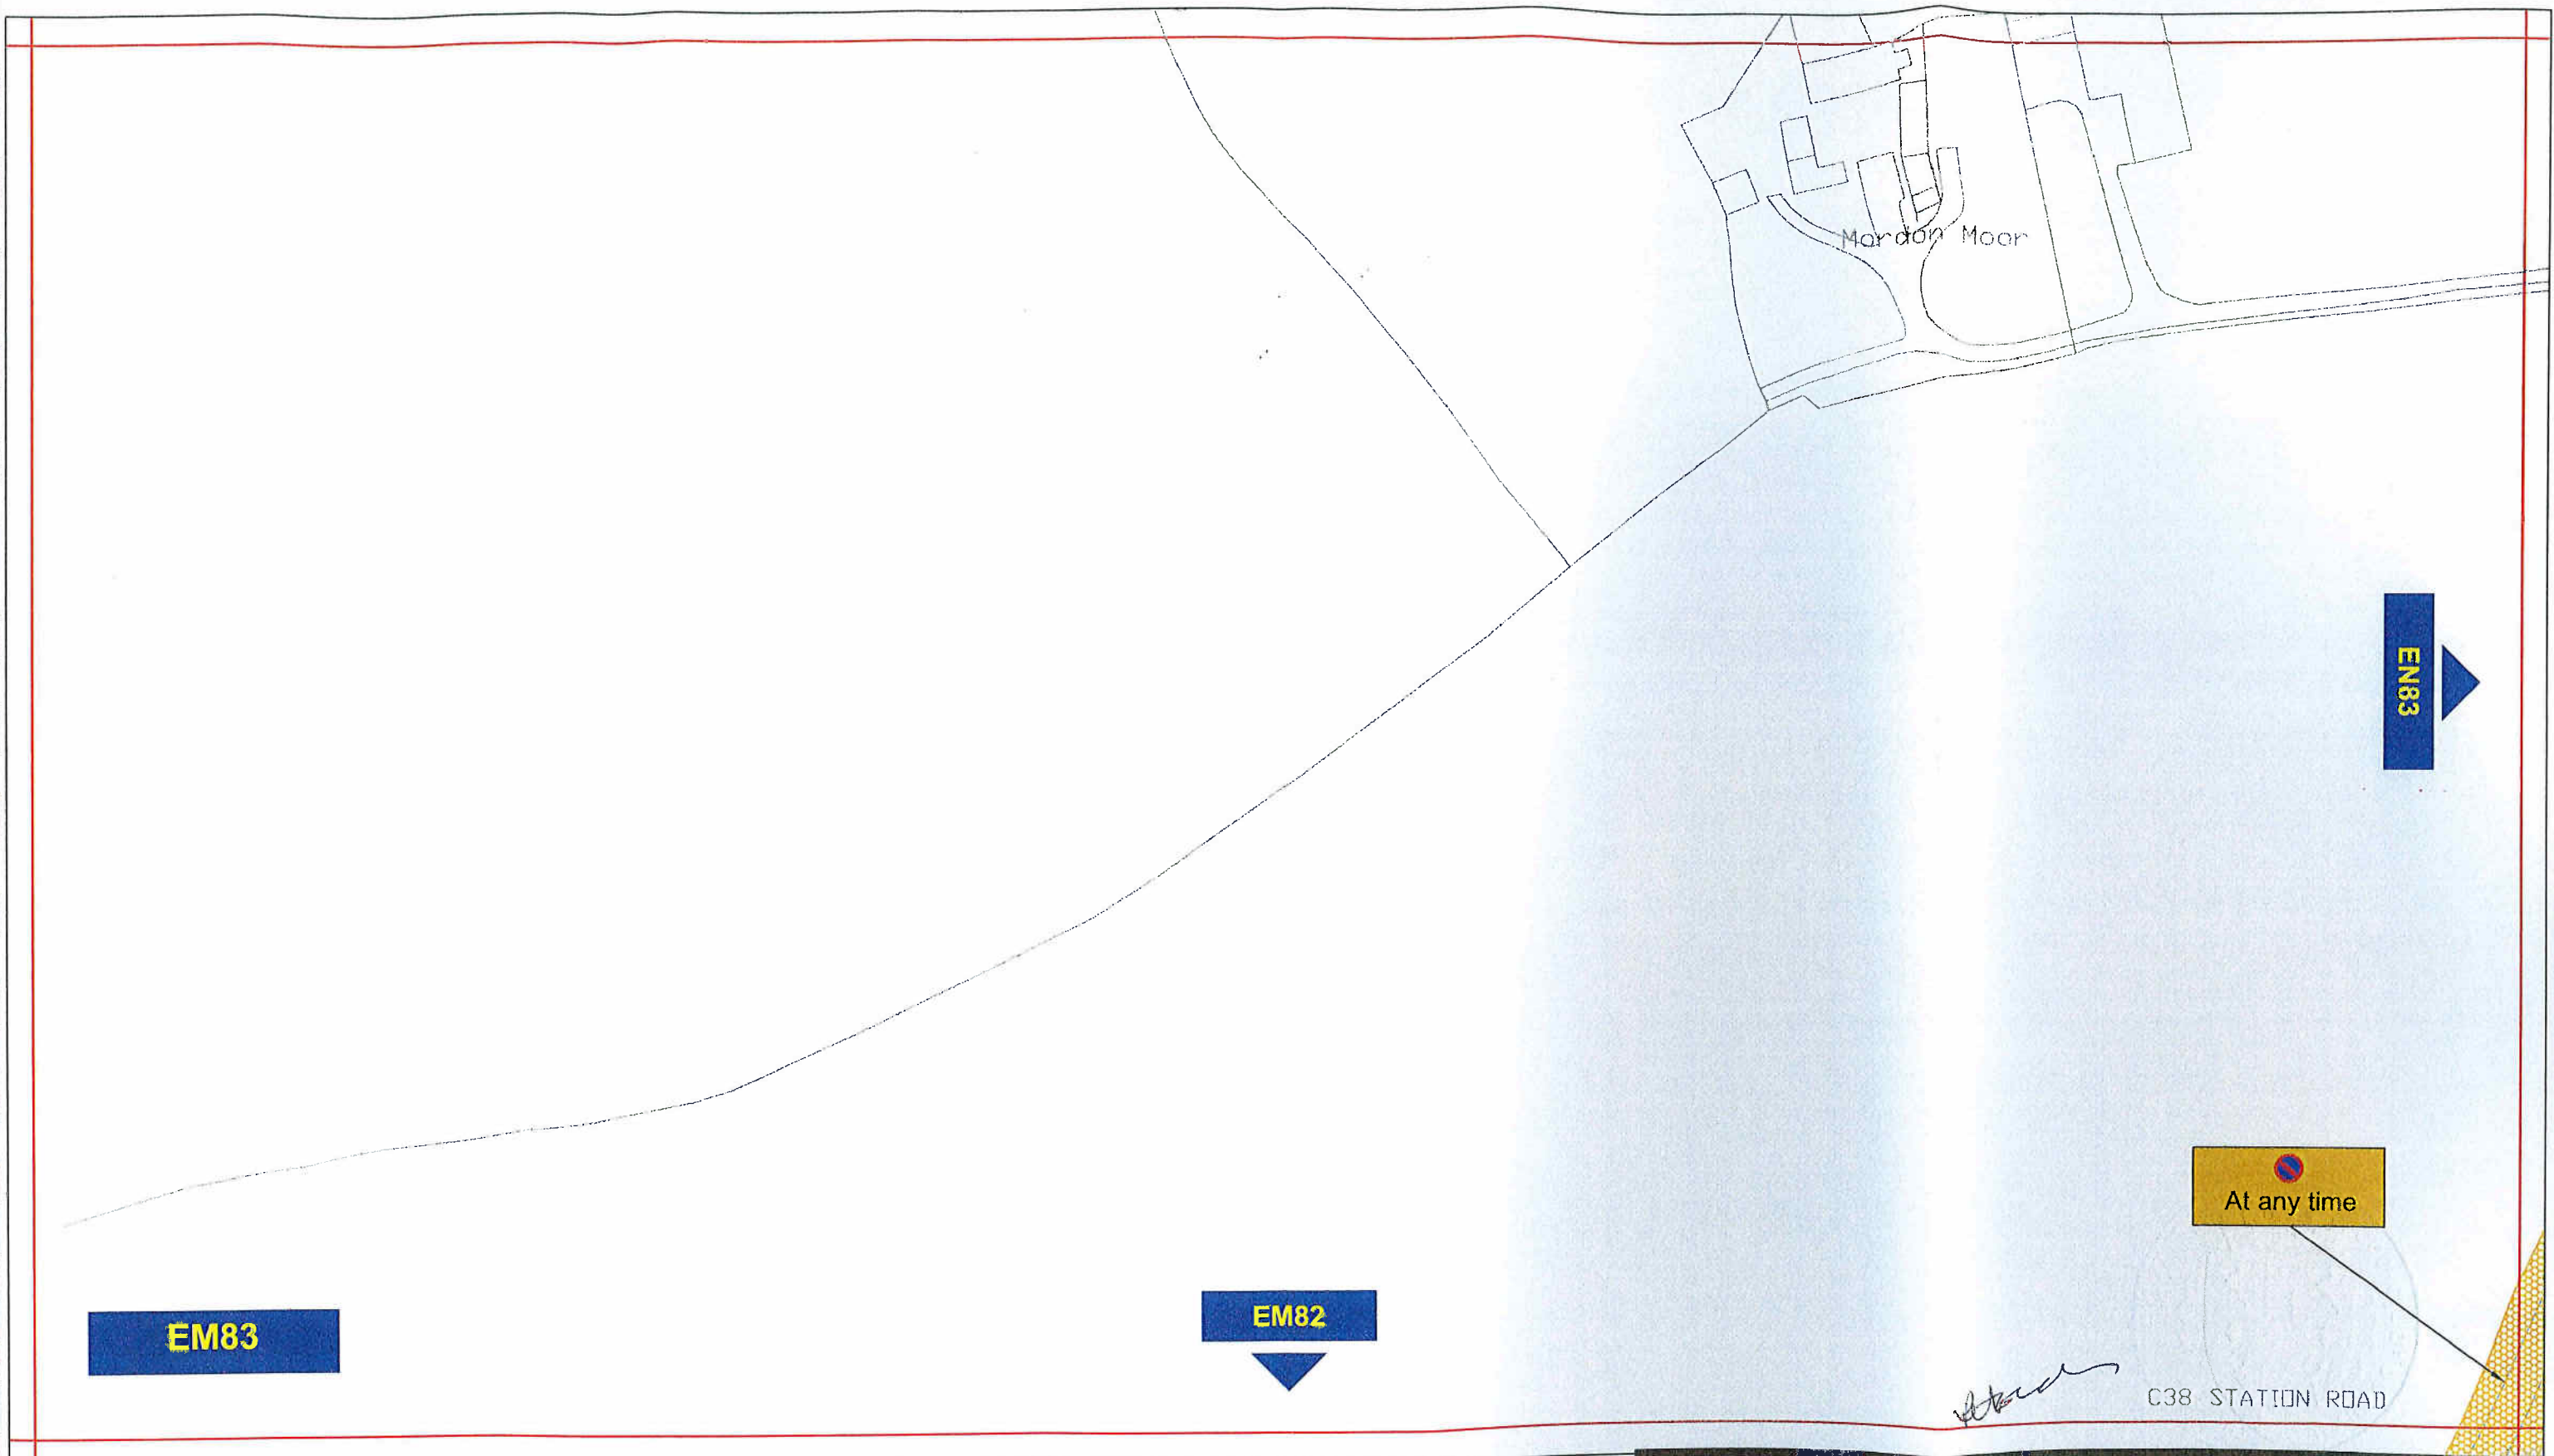 Mordon Moor
EN83
At any time
EM83
EM82
C38 STATION ROAD